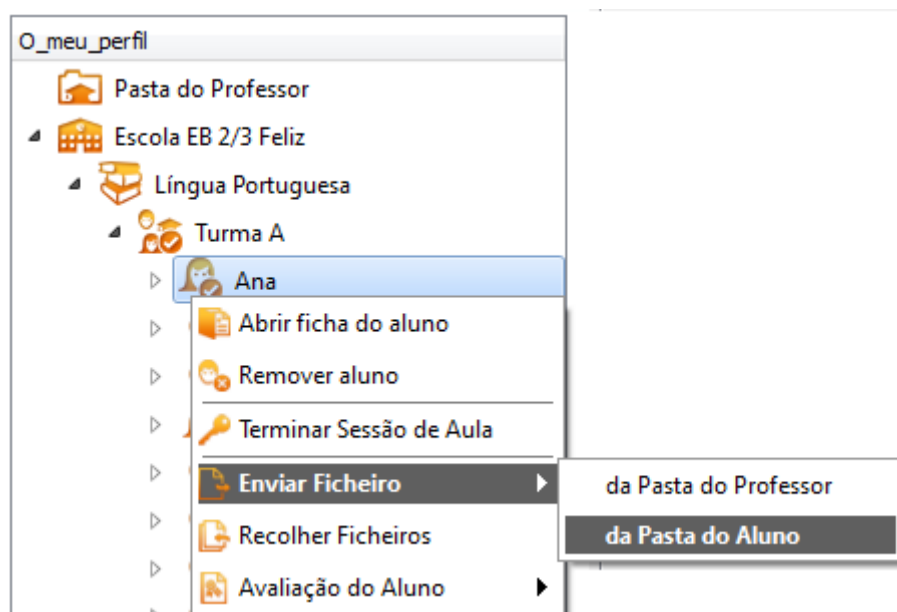 O_meu_perfil
Pasta do Professor
Escola EB 2/3 Feliz
Língua Portuguesa
Turma A
Ana
Abrir ficha do aluno
Remover aluno
Terminar Sessão de Aula
Enviar Ficheiro
da Pasta do Professor
da Pasta do Aluno
Recolher Ficheiros
Avaliação do Aluno